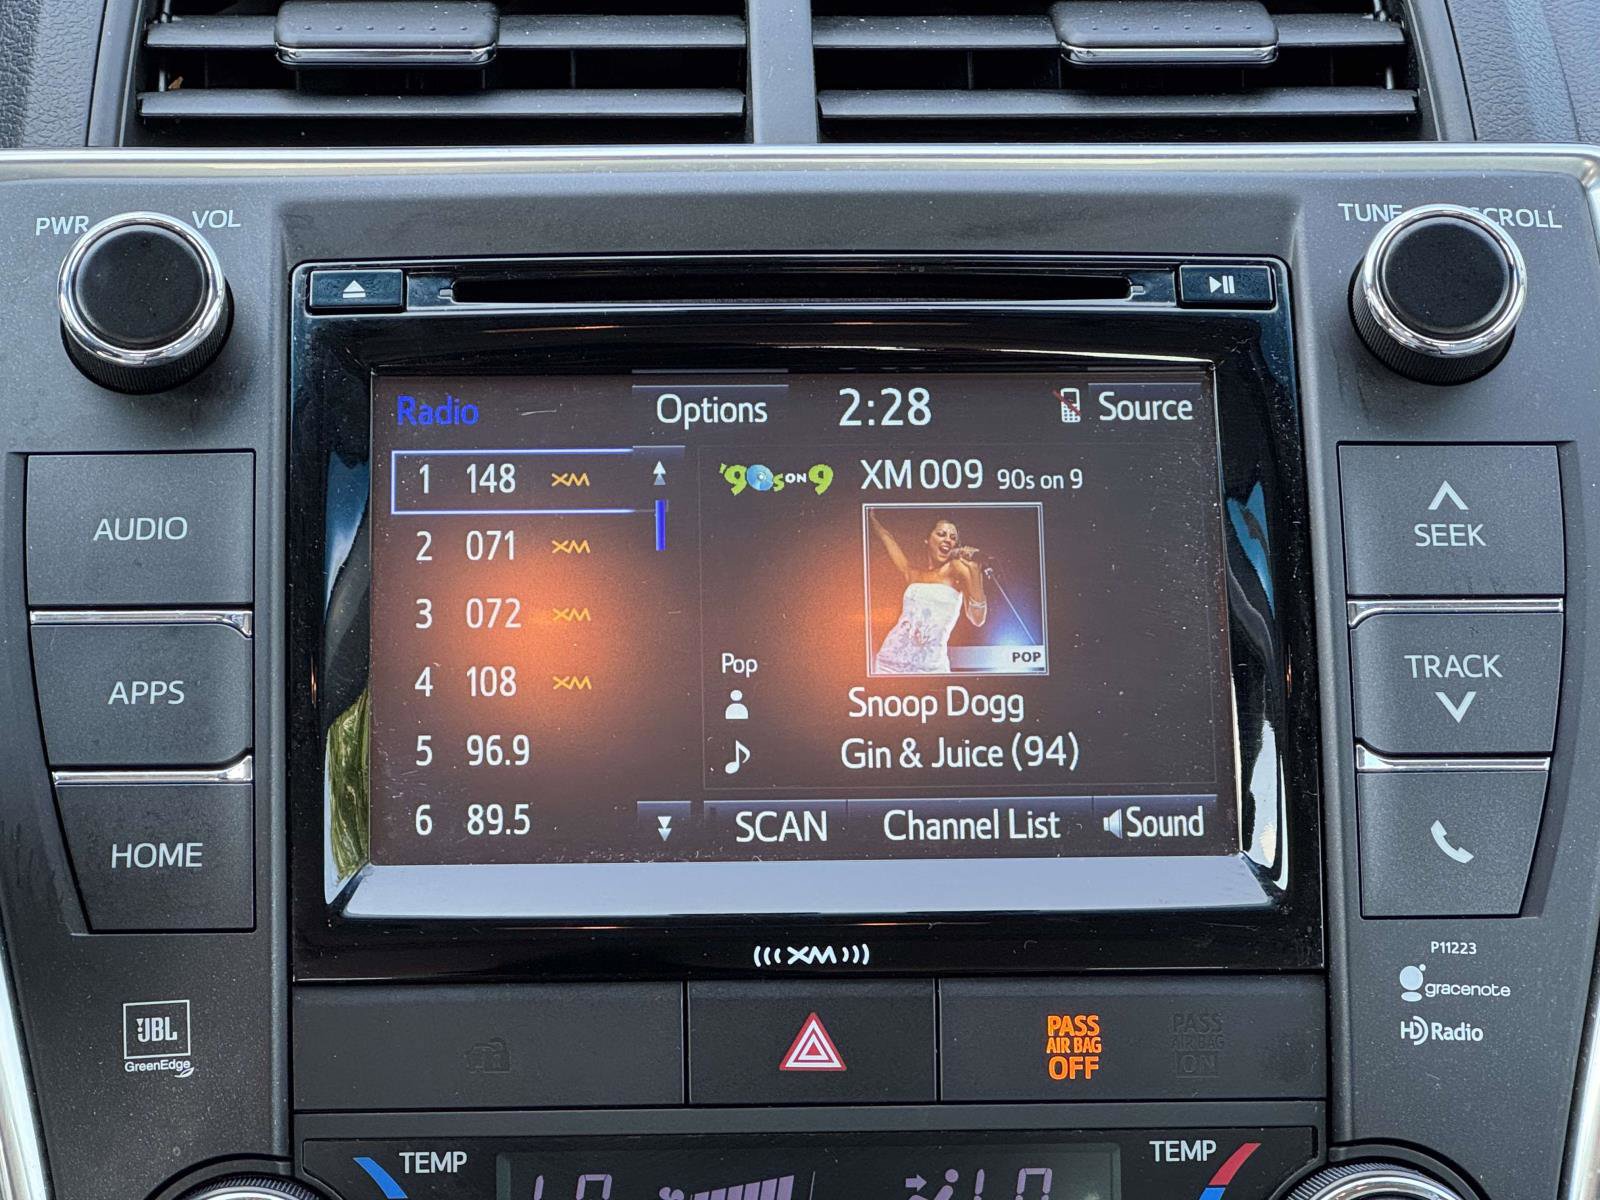 PWR VOL
TUNE SCROLL
Radio Options 2:28 Source
1 148 XM
2 071 XM
3 072 XM
4 108 XM
5 96.9
6 89.5
'90s ON 9 XM 009 90s on 9
POP
Pop
Snoop Dogg
Gin & Juice (94)
SCAN Channel List Sound
AUDIO
APPS
HOME
SEEK
TRACK
(((XM)))
P11223
gracenote
HD Radio
JBL
GreenEdge
PASS
AIR BAG
OFF
PASS
AIR BAG
ON
TEMP
TEMP